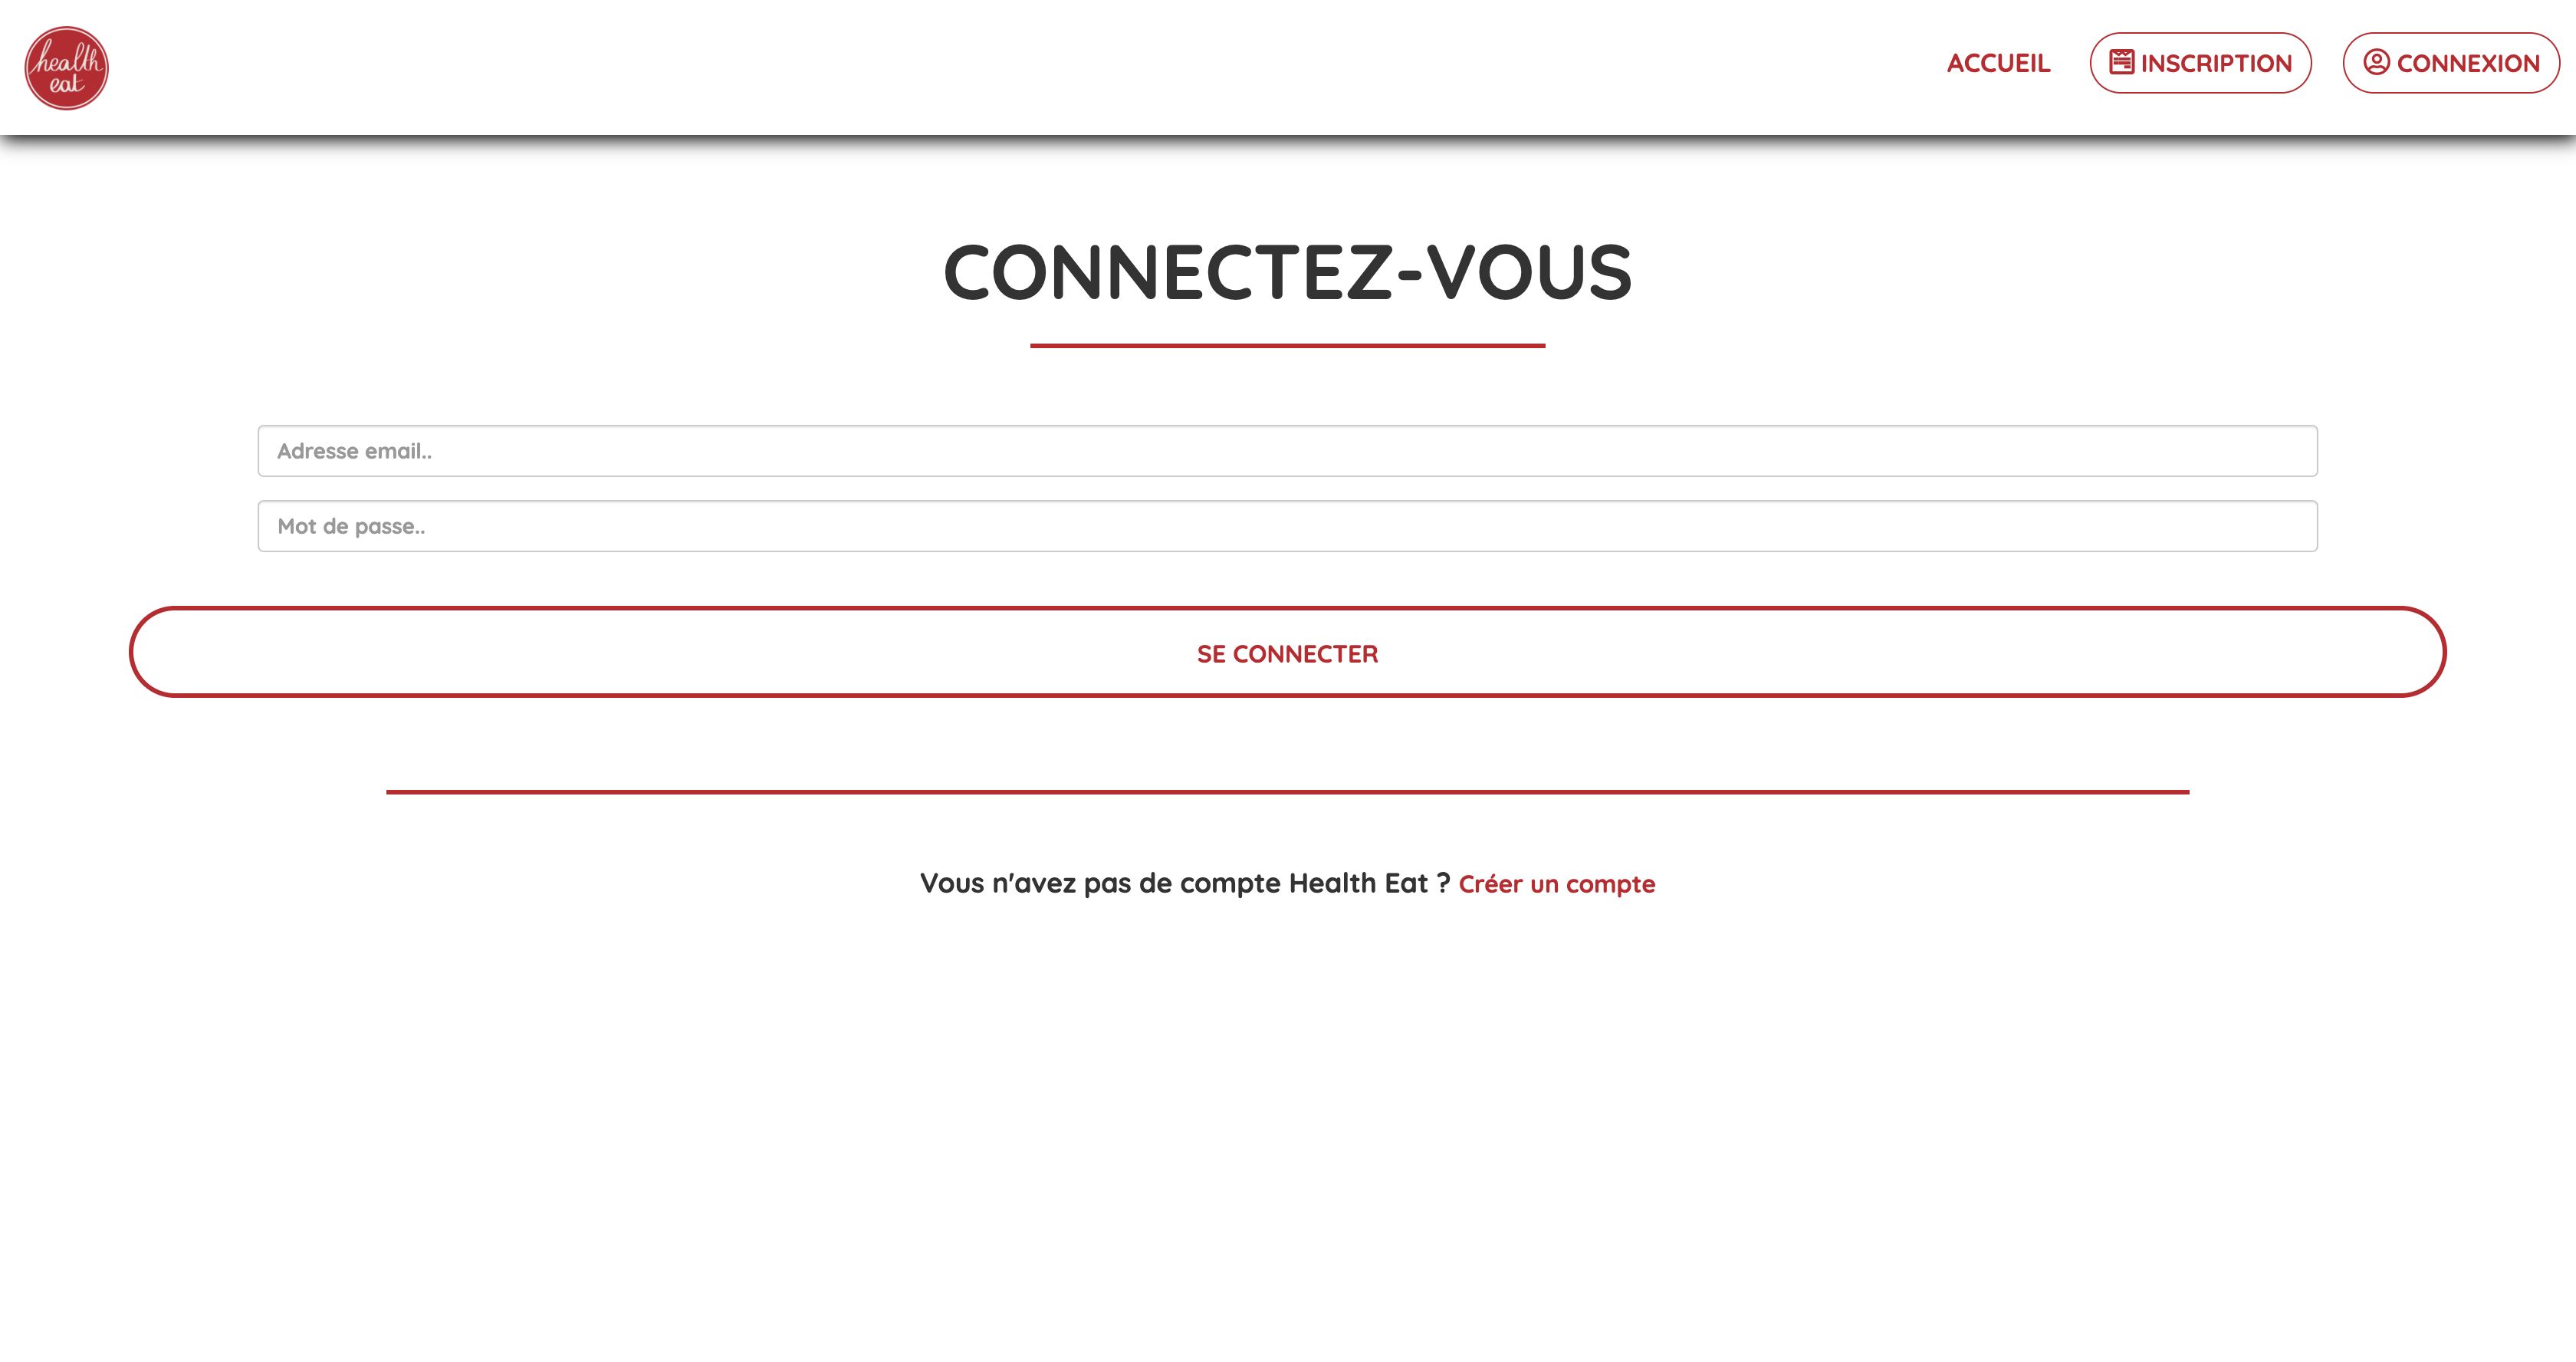 health
eat
ACCUEIL
INSCRIPTION
CONNEXION
CONNECTEZ-VOUS
Adresse email..
Mot de passe..
SE CONNECTER
Vous n'avez pas de compte Health Eat ? Créer un compte